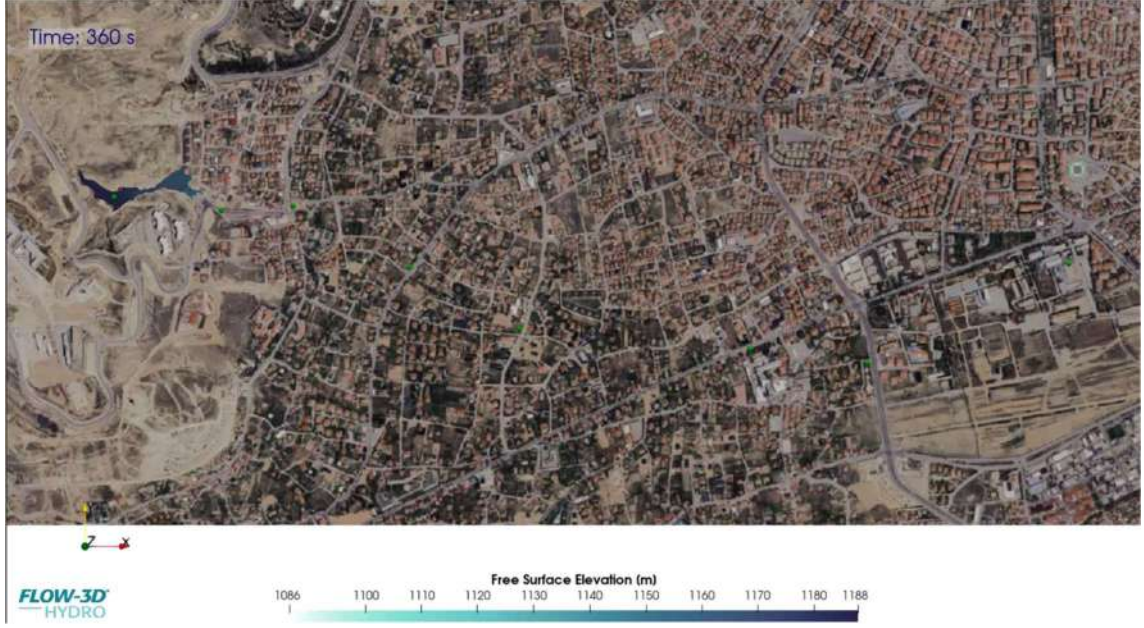 Time: 360 s
Z
X
FLOW-3D
HYDRO
Free Surface Elevation (m)
1086 1100 1110 1120 1130 1140 1150 1160 1170 1180 1188